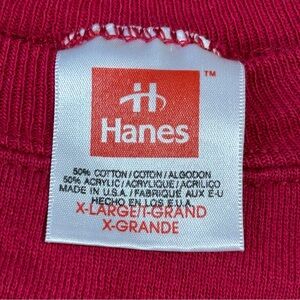 TM
Hanes
50% COTTON/COTON/ALGODON
50% ACRYLIC/ACRYLIQUE/ACRILICO
MADE IN U.S.A./FABRIQUE AUX E-U
HECHO EN LOS E.U.A.
X-LARGE/T-GRAND
X-GRANDE